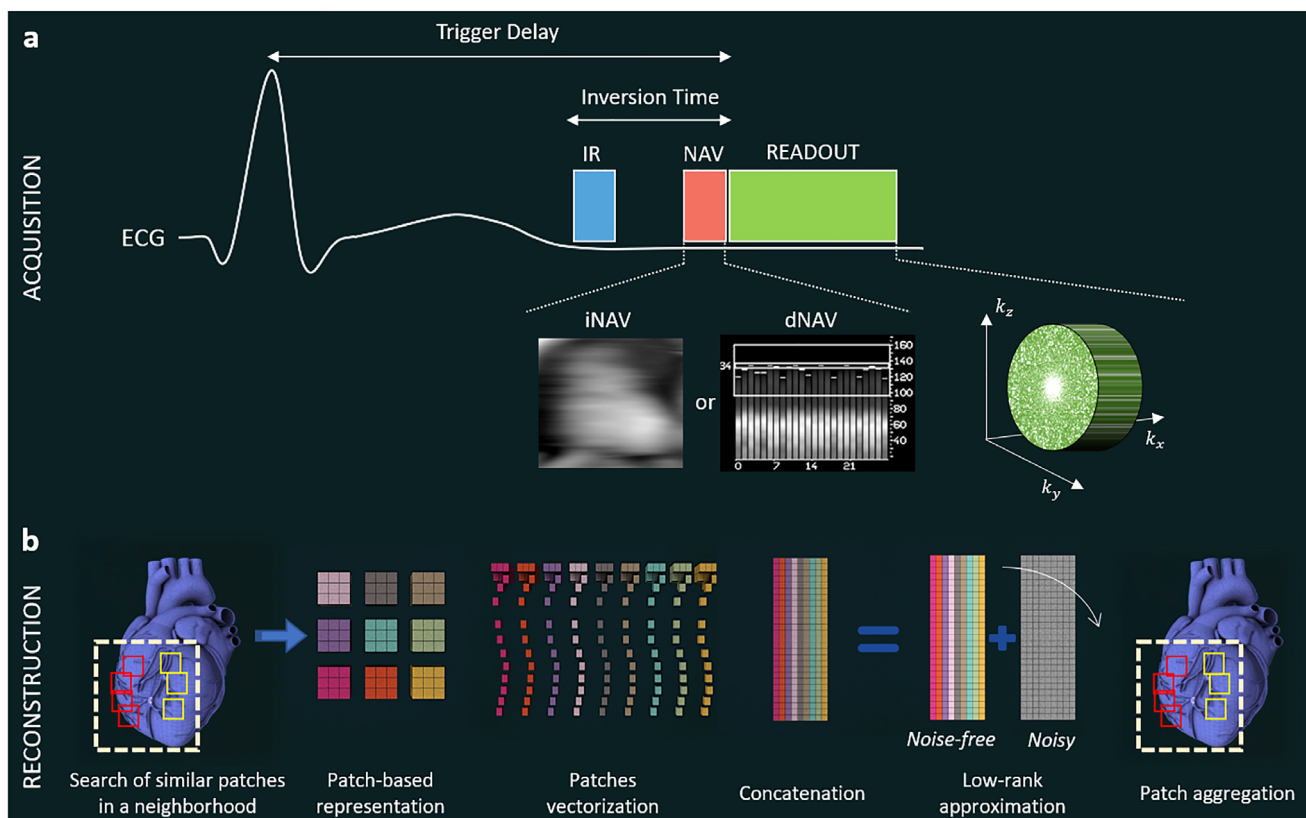 a
Trigger Delay
Inversion Time
IR
NAV
READOUT
ACQUISITION
ECG
iNAV
or
dNAV
34
160
140
120
100
80
60
40
0
7
14
21
k_z
k_x
k_y
b
RECONSTRUCTION
Noise-free
Noisy
Search of similar patches
in a neighborhood
Patch-based
representation
Patches
vectorization
Concatenation
Low-rank
approximation
Patch aggregation